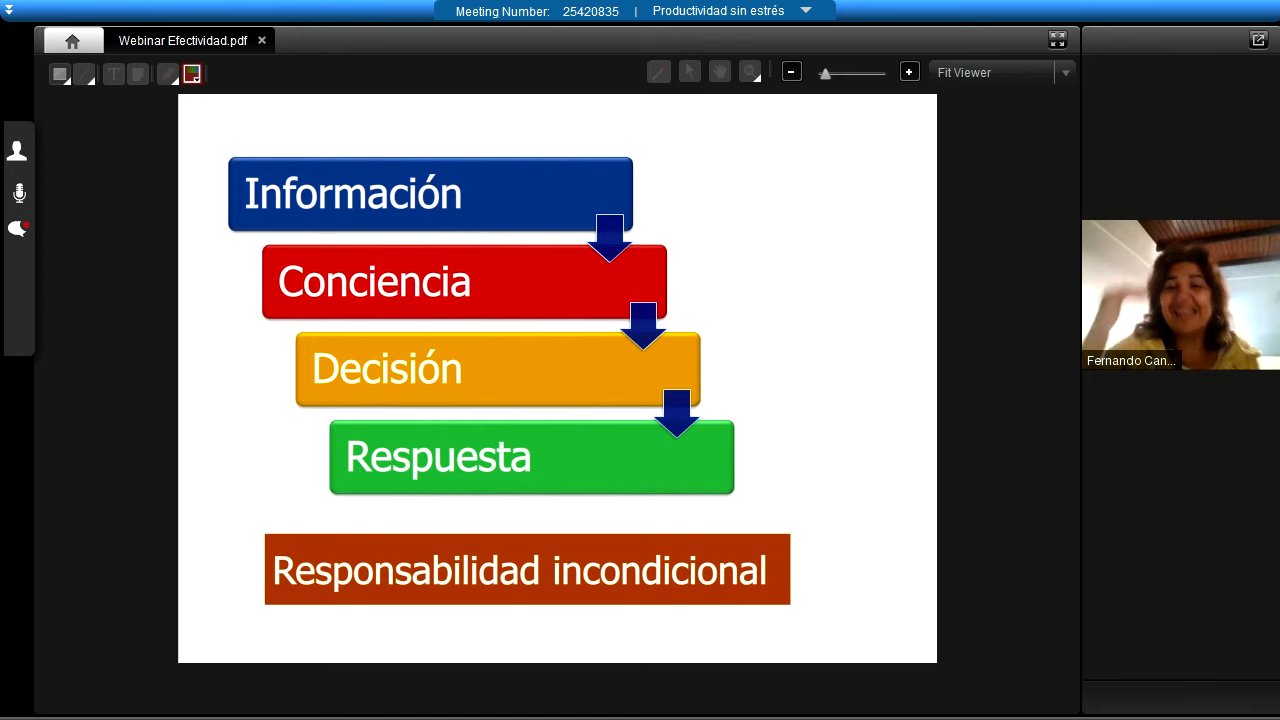 Meeting Number: 25420835 | Productividad sin estrés
Webinar Efectividad.pdf
T
Fit Viewer
Información
Conciencia
Decisión
Respuesta
Responsabilidad incondicional
Fernando Can...